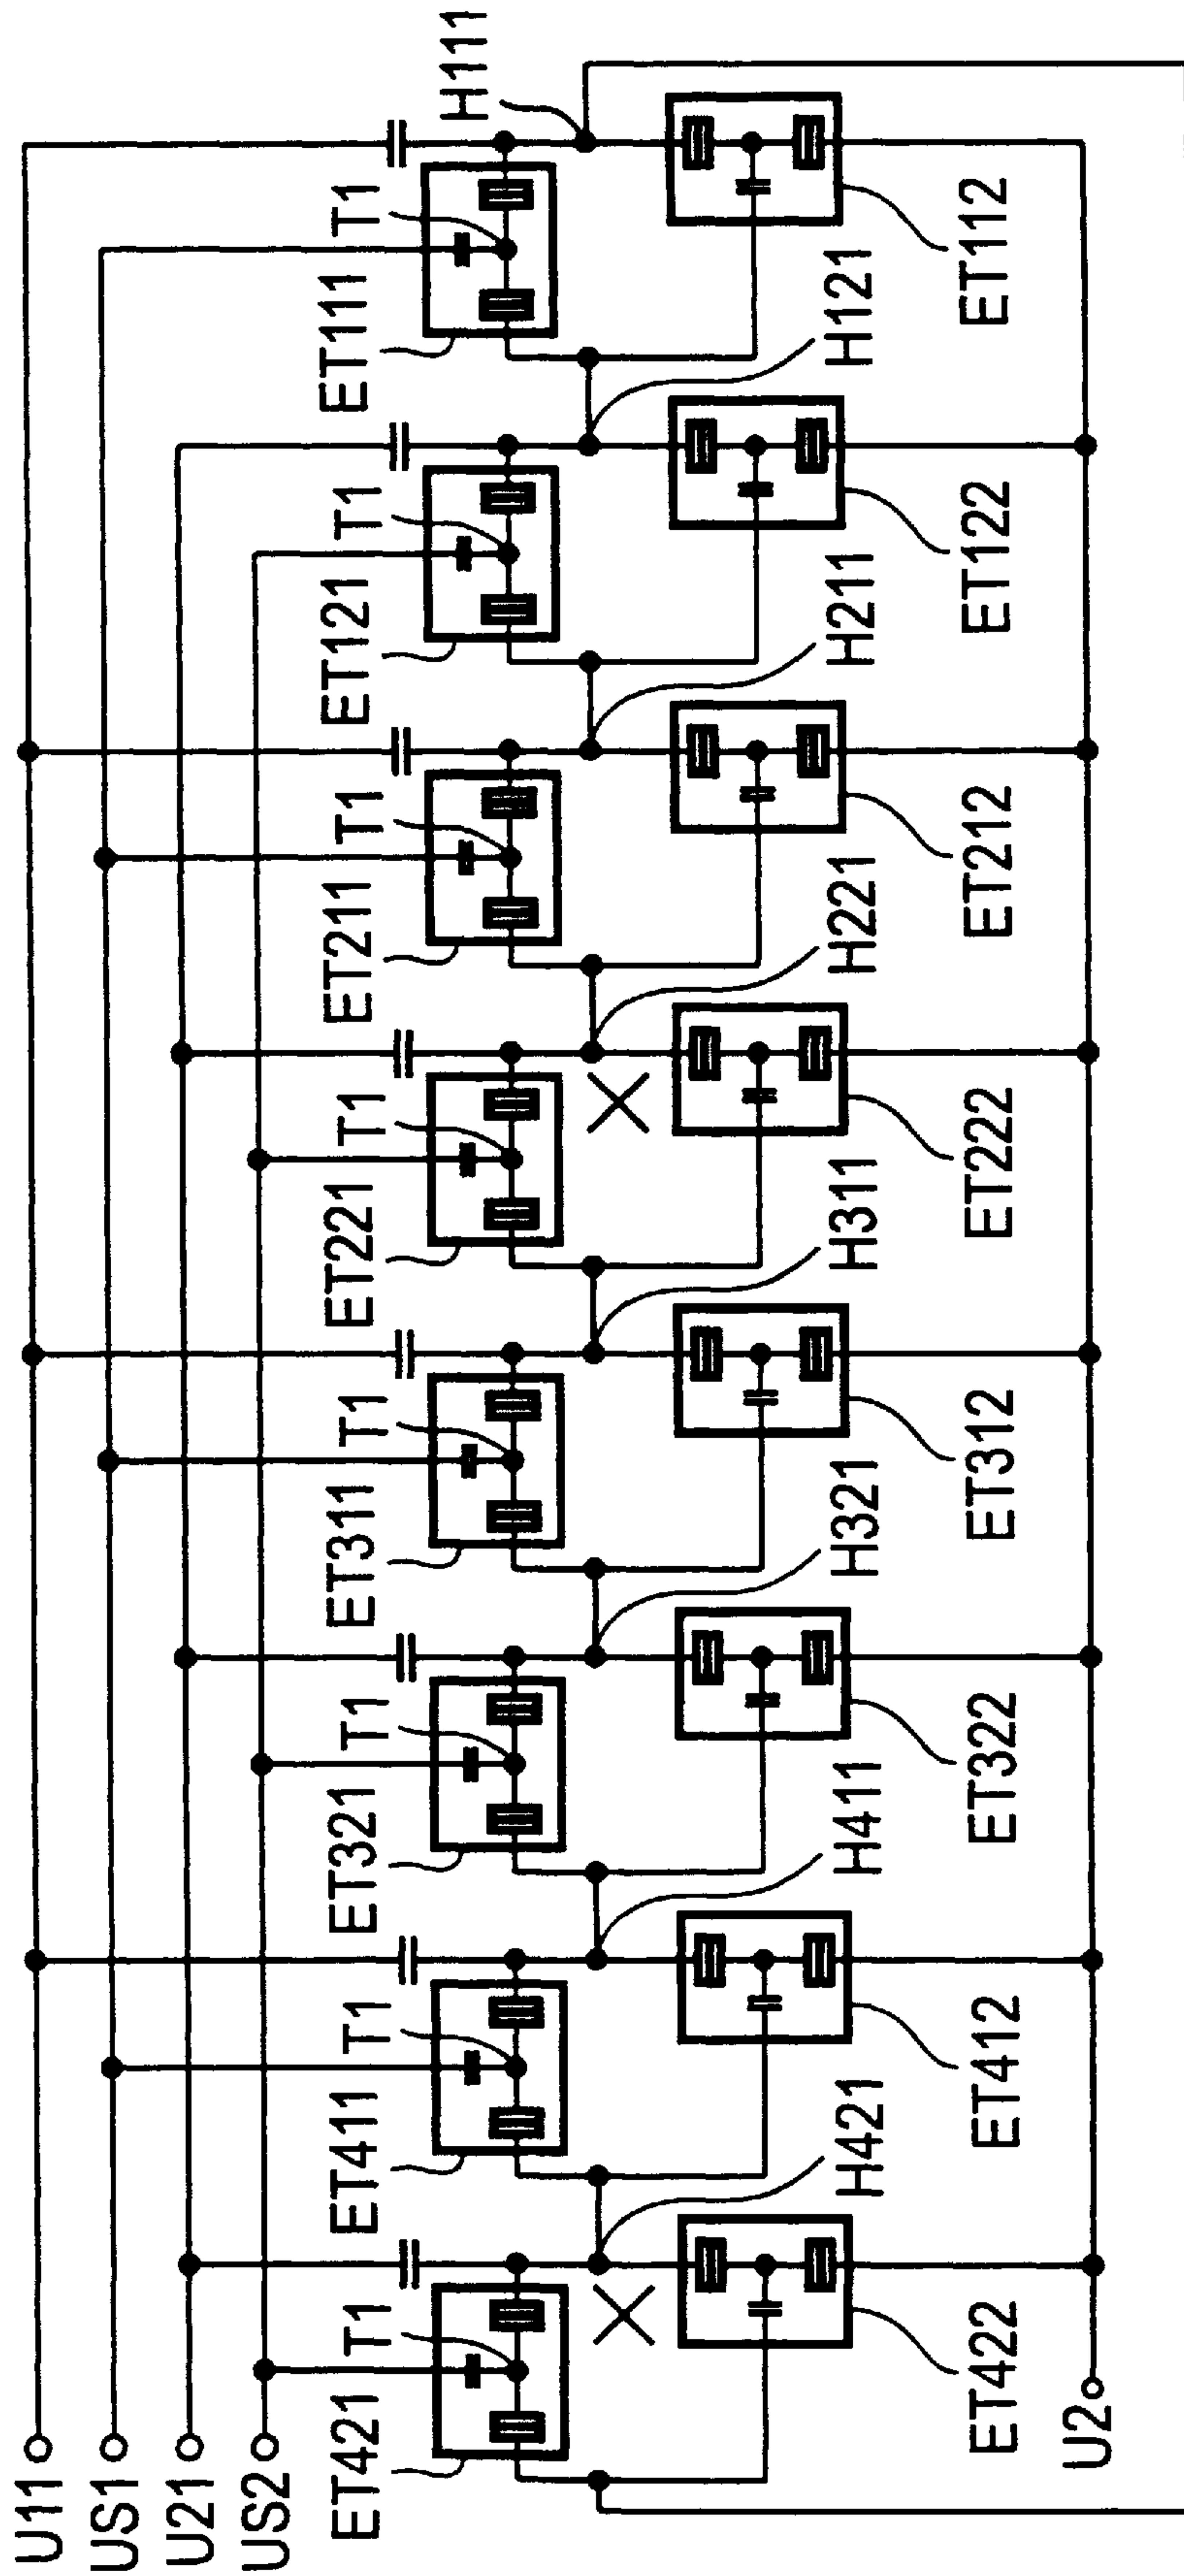 U11
US1
U21
US2
ET421
T1
ET411
T1
ET321
T1
ET311
T1
ET221
T1
ET211
T1
ET121
T1
ET111
T1
H111
H421
H411
H321
H311
H221
H211
H121
ET422
ET412
ET322
ET312
ET222
ET212
ET122
ET112
U2